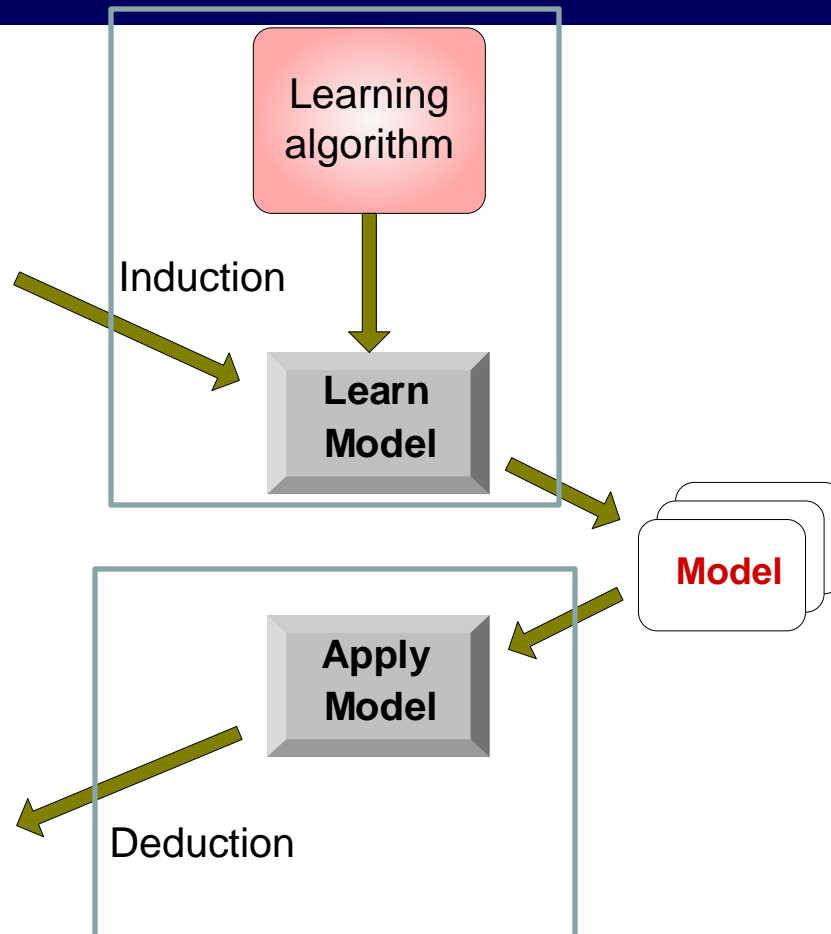 Learning
algorithm
Induction
Learn
Model
Model
Apply
Model
Deduction